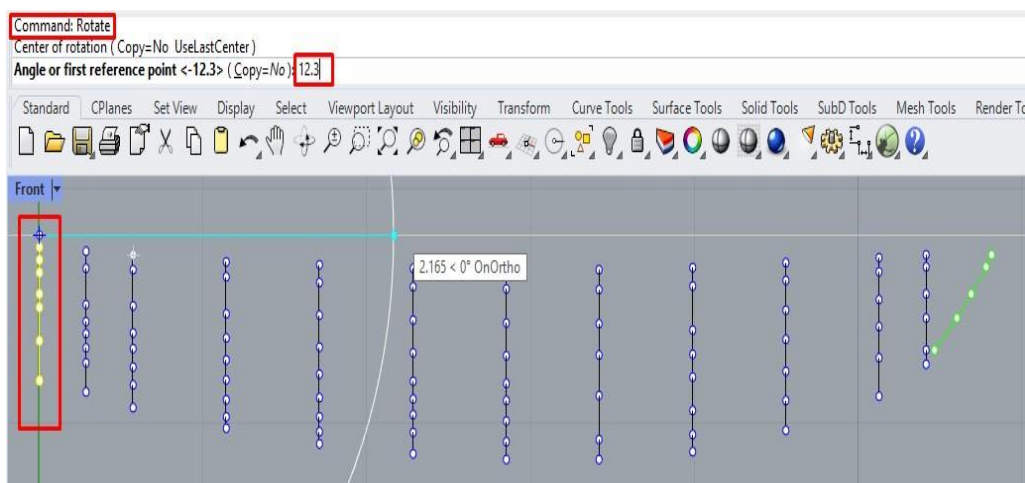 Command: Rotate
Center of rotation ( Copy=No UseLastCenter )
Angle or first reference point <-12.3> ( Copy=No ): 12.3
Standard CPlanes Set View Display Select Viewport Layout Visibility Transform Curve Tools Surface Tools Solid Tools SubD Tools Mesh Tools Render To
Front
2.165 < 0° OnOrtho